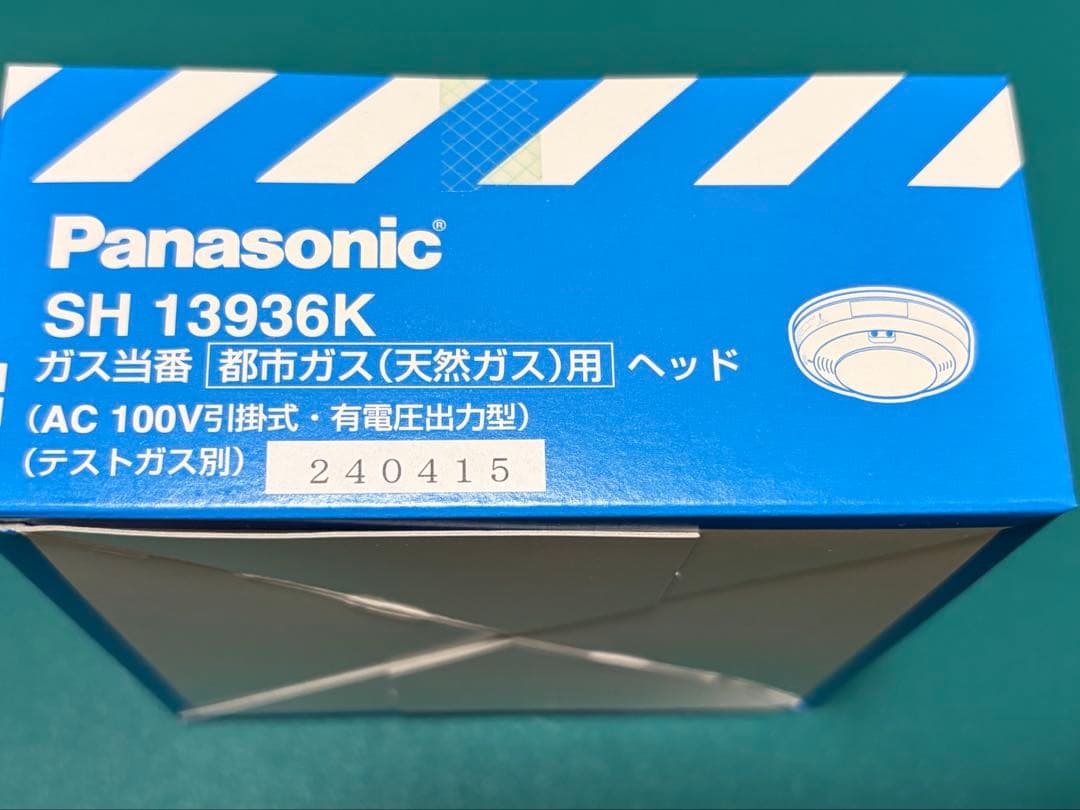 Panasonic®
SH 13936K
ガス当番 都市ガス(天然ガス)用 ヘッド
(AC 100V引掛式・有電圧出力型)
(テストガス別) 240415